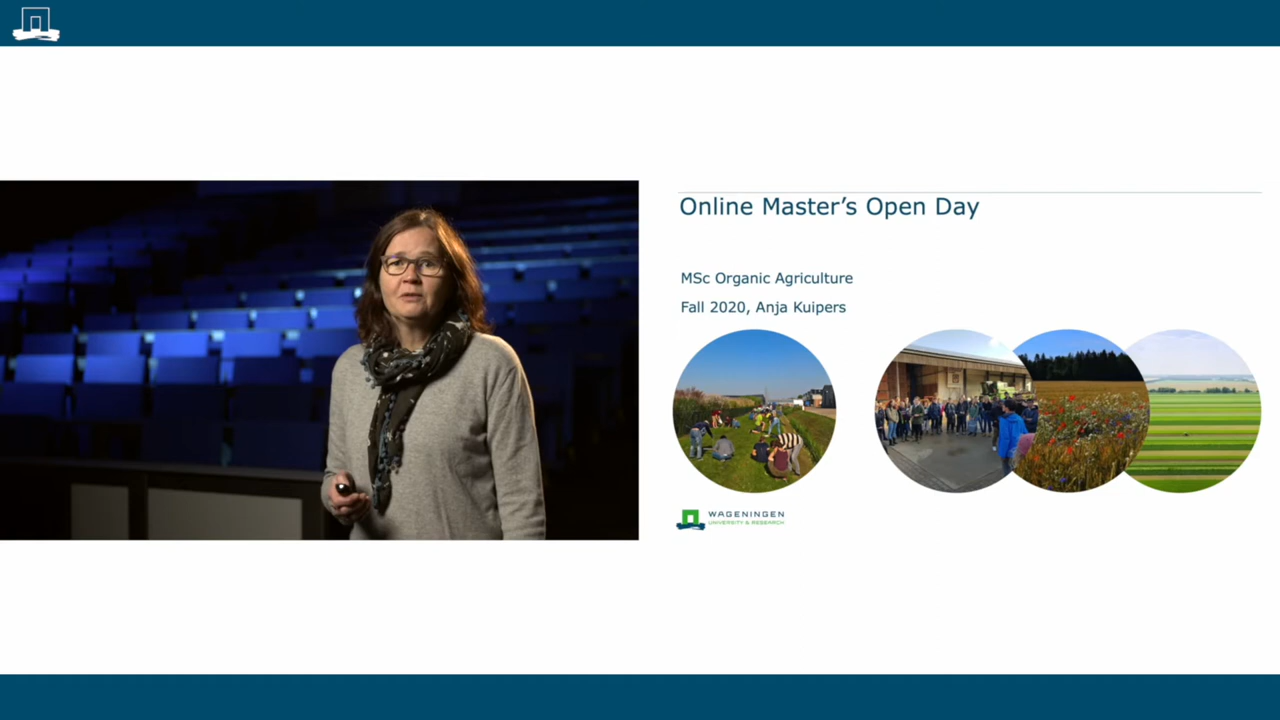 Online Master’s Open Day
MSc Organic Agriculture
Fall 2020, Anja Kuipers
WAGENINGEN
UNIVERSITY & RESEARCH